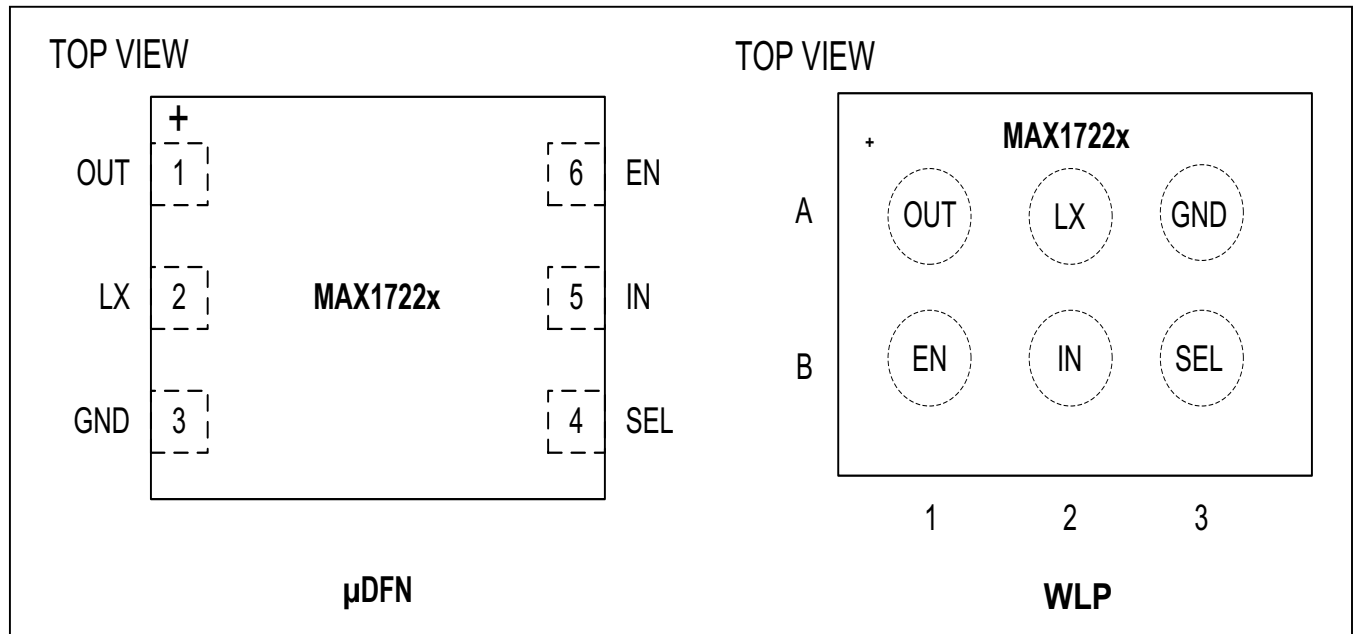 TOP VIEW
+
OUT 1 6 EN
LX 2 MAX1722x 5 IN
GND 3 4 SEL
µDFN
TOP VIEW
+ MAX1722x
A OUT LX GND
B EN IN SEL
1 2 3
WLP